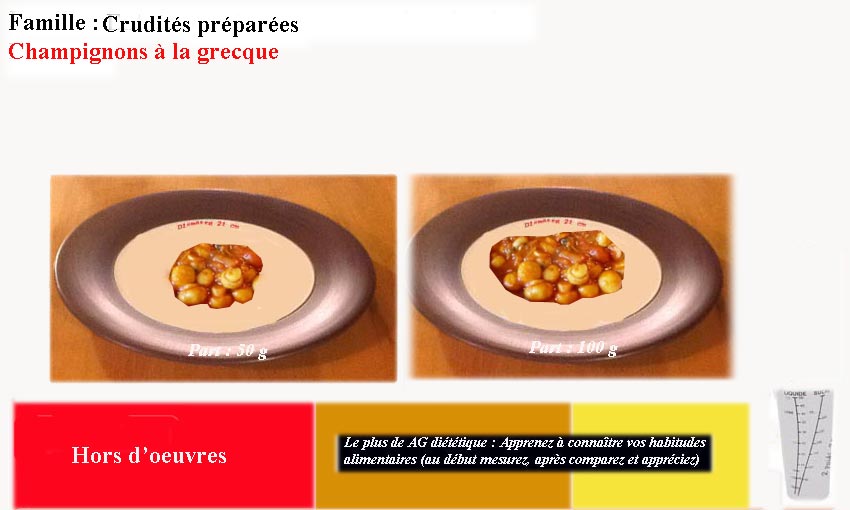 Famille : Crudités préparées
Champignons à la grecque
Diamètre 21 cm
Diamètre 21 cm
Part : 50 g
Part : 100 g
Hors d’oeuvres
Le plus de AG diététique : Apprenez à connaître vos habitudes
alimentaires (au début mesurez, après comparez et appréciez)
LIQUIDE